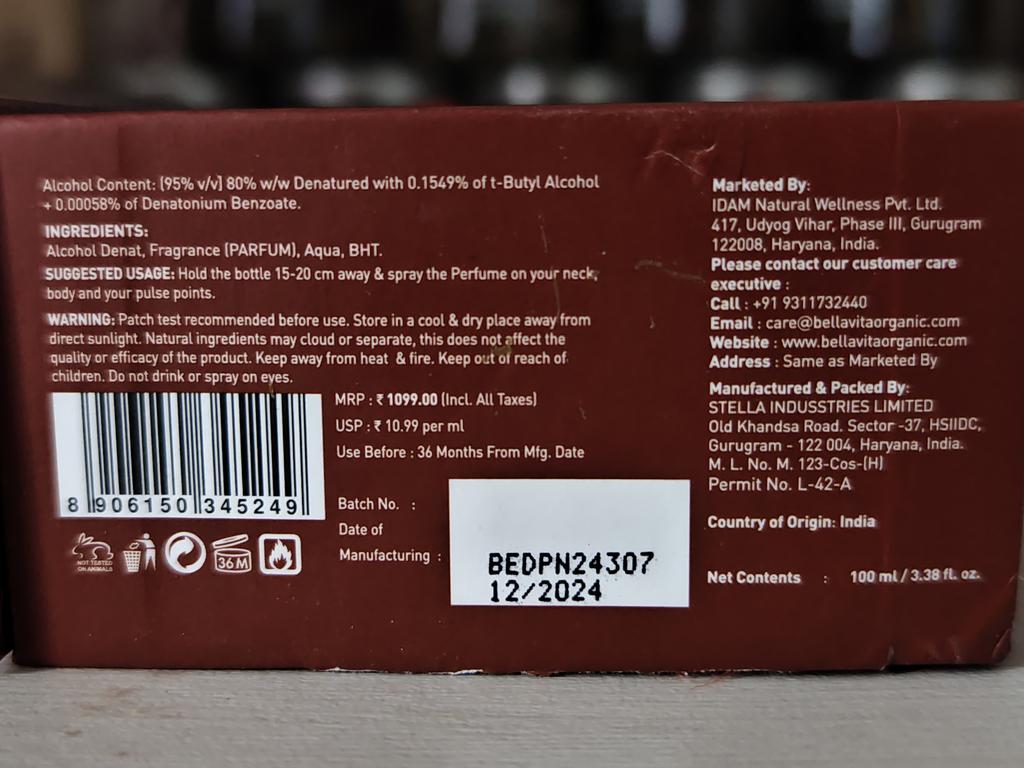 Alcohol Content: (95% v/v) 80% w/w Denatured with 0.1549% of t-Butyl Alcohol
+ 0.00058% of Denatonium Benzoate.
INGREDIENTS:
Alcohol Denat, Fragrance (PARFUM), Aqua, BHT.
SUGGESTED USAGE: Hold the bottle 15-20 cm away & spray the Perfume on your neck,
body and your pulse points.
WARNING: Patch test recommended before use. Store in a cool & dry place away from
direct sunlight. Natural ingredients may cloud or separate, this does not affect the
quality or efficacy of the product. Keep away from heat & fire. Keep out of reach of
children. Do not drink or spray on eyes.
8 906150 345249
NOT TESTED
ON ANIMALS
36 M
MRP : ₹ 1099.00 (Incl. All Taxes)
USP : ₹ 10.99 per ml
Use Before : 36 Months From Mfg. Date
Batch No. :
Date of
Manufacturing :
BEDPN24307
12/2024
Marketed By:
IDAM Natural Wellness Pvt. Ltd.
417, Udyog Vihar, Phase III, Gurugram
122008, Haryana, India.
Please contact our customer care
executive :
Call : +91 9311732440
Email : care@bellavitaorganic.com
Website : www.bellavitaorganic.com
Address : Same as Marketed By
Manufactured & Packed By:
STELLA INDUSSTRIES LIMITED
Old Khandsa Road. Sector -37, HSIIDC,
Gurugram - 122 004, Haryana, India.
M. L. No. M. 123-Cos-(H)
Permit No. L-42-A
Country of Origin: India
Net Contents : 100 ml / 3.38 fl. oz.